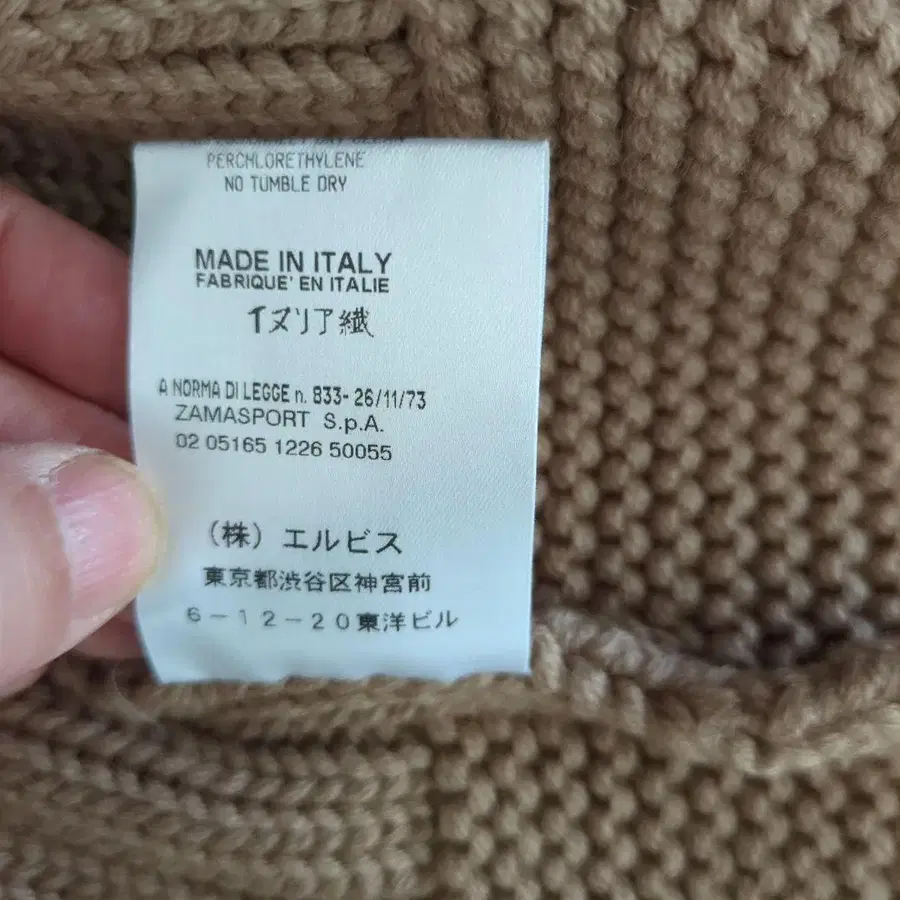 PERCHLORETHYLENE
NO TUMBLE DRY
MADE IN ITALY
FABRIQUE' EN ITALIE
イヌリア繊
A NORMA DI LEGGE n. 833- 26/11/73
ZAMASPORT S.p.A.
02 05165 1226 50055
(株) エルビス
東京都渋谷区神宮前
6-12-20東洋ビル